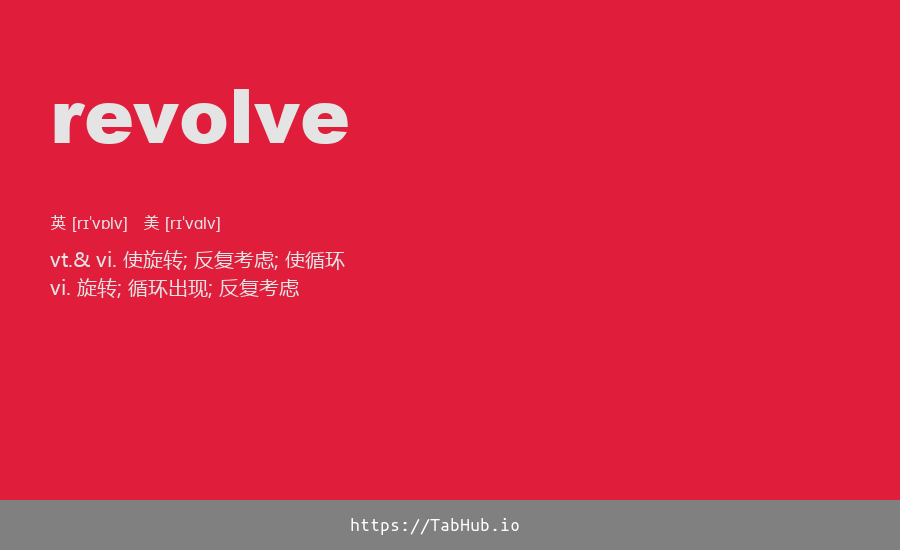 revolve
英 [rɪˈvɒlv] 美 [rɪˈvɑlv]
vt.& vi. 使旋转; 反复考虑; 使循环
vi. 旋转; 循环出现; 反复考虑
https://TabHub.io